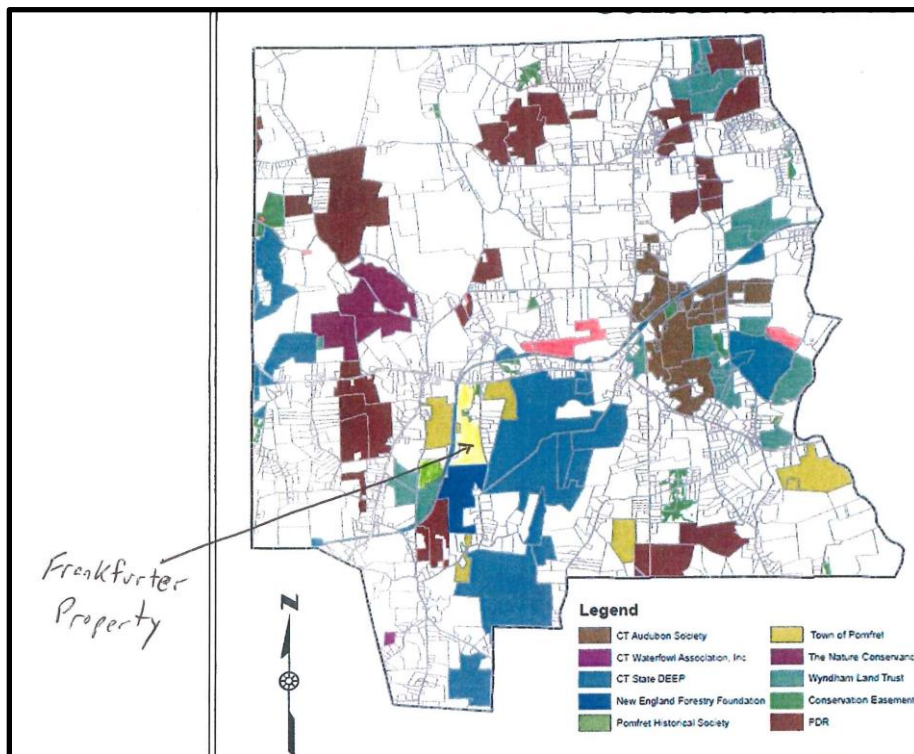 Frankfurter
Property
N
Legend
CT Audubon Society
CT Waterfowl Association, Inc
CT State DEEP
New England Forestry Foundation
Pomfret Historical Society
Town of Pomfret
The Nature Conservanc
Wyndham Land Trust
Conservation Easement
PDR